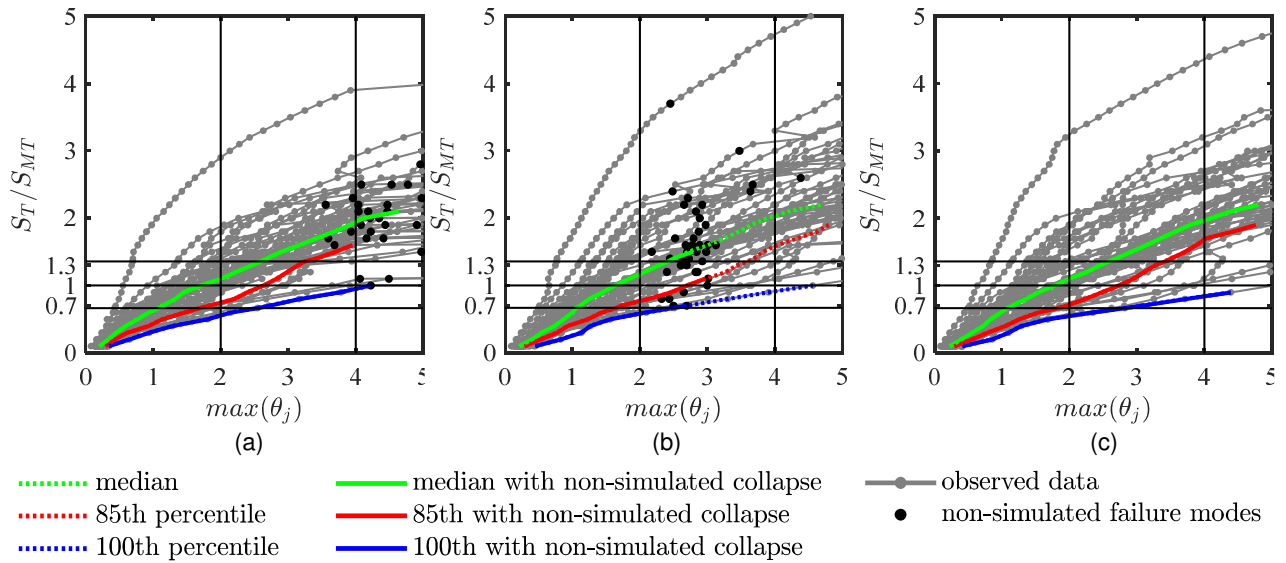 5
4
3
2
1.3
1
0.7
0
S_T / S_MT
0 1 2 3 4 5
max(θ_j)
(a)
5
4
3
2
1.3
1
0.7
0
S_T / S_MT
0 1 2 3 4 5
max(θ_j)
(b)
5
4
3
2
1.3
1
0.7
0
S_T / S_MT
0 1 2 3 4 5
max(θ_j)
(c)
median
85th percentile
100th percentile
median with non-simulated collapse
85th with non-simulated collapse
100th with non-simulated collapse
observed data
non-simulated failure modes